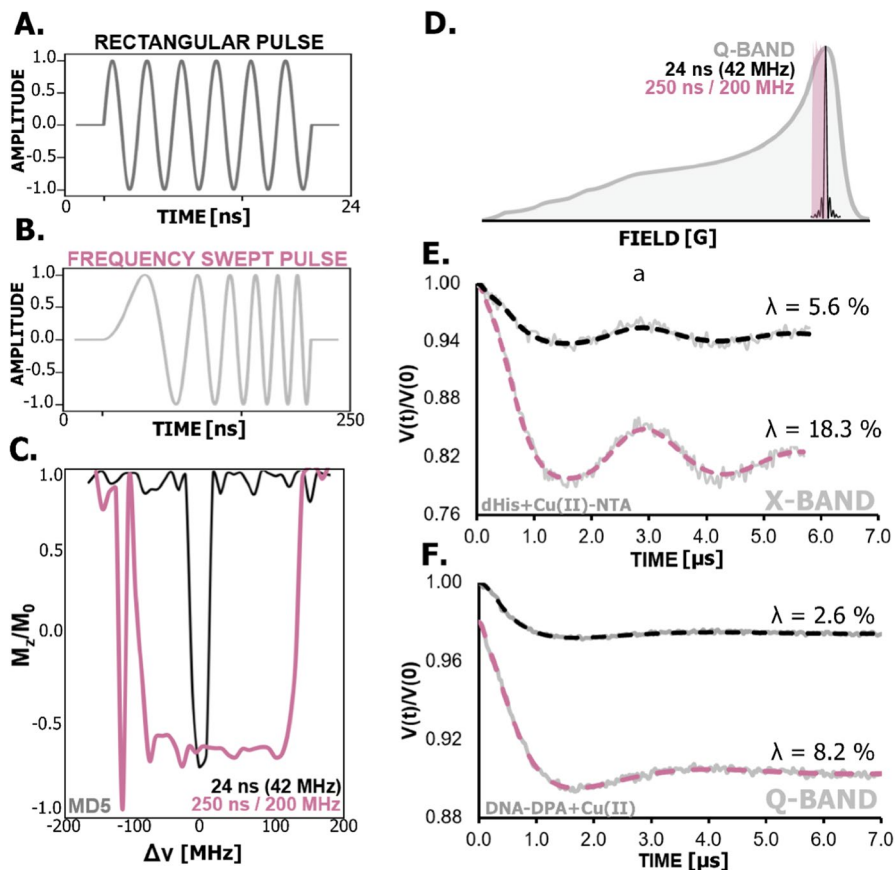 A.
RECTANGULAR PULSE
AMPLITUDE
1.0
0.5
0.0
-0.5
-1.0
0
24
TIME [ns]
B.
FREQUENCY SWEPT PULSE
AMPLITUDE
1.0
0.5
0.0
-0.5
-1.0
0
250
TIME [ns]
C.
M_z/M_0
1.0
0.5
0.0
-0.5
-1.0
24 ns (42 MHz)
250 ns / 200 MHz
MD5
-200
-100
0
100
200
Δν [MHz]
D.
Q-BAND
24 ns (42 MHz)
250 ns / 200 MHz
FIELD [G]
E.
a
V(t)/V(0)
1.00
0.94
0.88
0.82
0.76
λ = 5.6 %
λ = 18.3 %
dHis+Cu(II)-NTA
X-BAND
0.0 1.0 2.0 3.0 4.0 5.0 6.0 7.0
TIME [µs]
F.
V(t)/V(0)
1.00
0.96
0.92
0.88
λ = 2.6 %
λ = 8.2 %
DNA-DPA+Cu(II)
Q-BAND
0.0 1.0 2.0 3.0 4.0 5.0 6.0 7.0
TIME [µs]